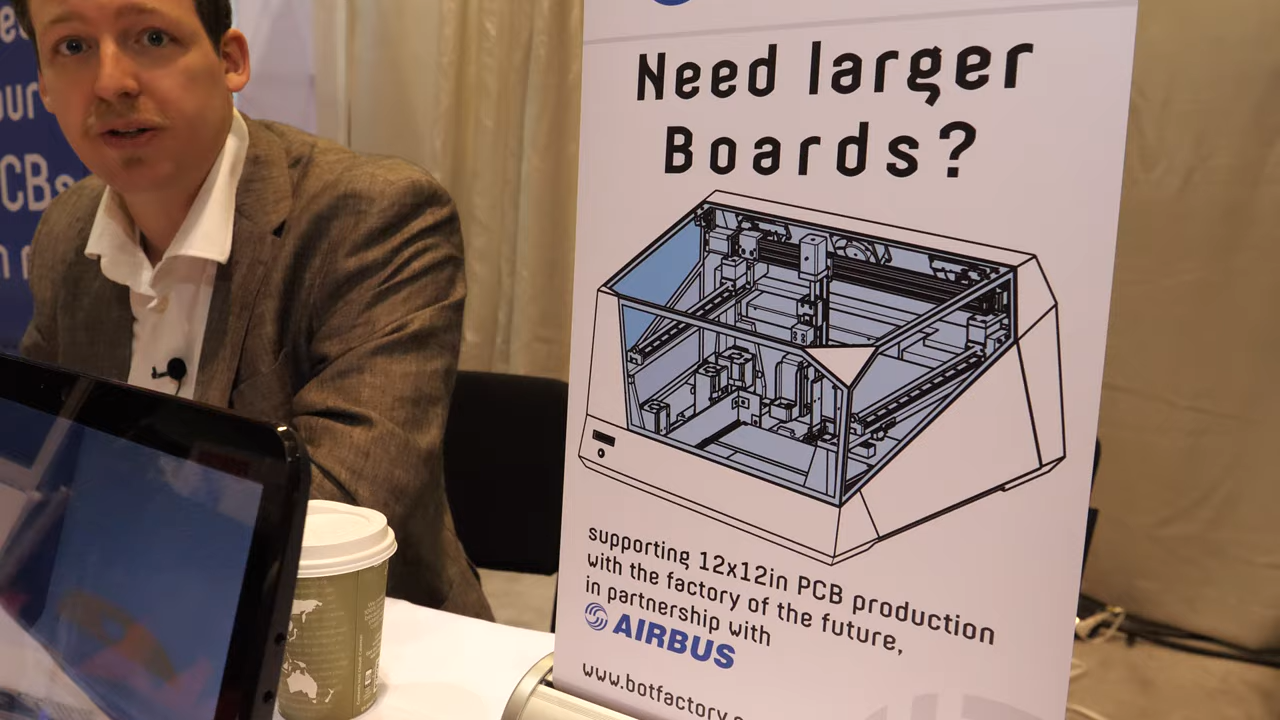 CBs
Need larger
Boards?
supporting 12x12in PCB production
with the factory of the future,
in partnership with
AIRBUS
www.botfactory.